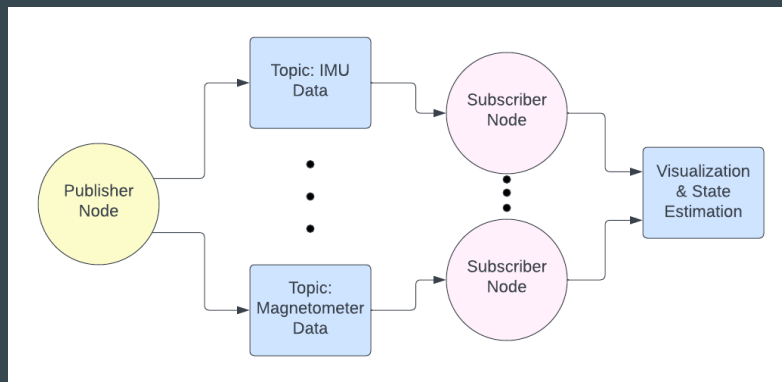 Publisher
Node
Topic: IMU
Data
Topic:
Magnetometer
Data
Subscriber
Node
Subscriber
Node
Visualization
& State
Estimation